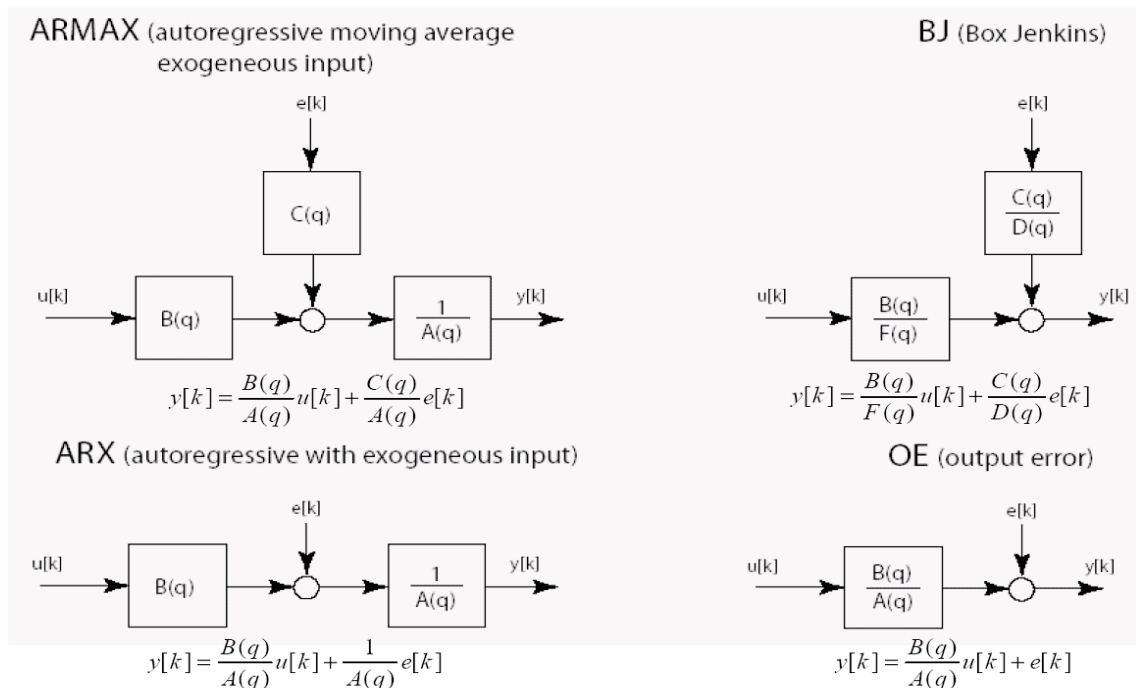 ARMAX (autoregressive moving average
exogeneous input)
e[k]
C(q)
u[k]
B(q)
1
A(q)
y[k]
y[k] = B(q)/A(q) u[k] + C(q)/A(q) e[k]
BJ (Box Jenkins)
e[k]
C(q)
D(q)
u[k]
B(q)
F(q)
y[k]
y[k] = B(q)/F(q) u[k] + C(q)/D(q) e[k]
ARX (autoregressive with exogeneous input)
e[k]
u[k]
B(q)
1
A(q)
y[k]
y[k] = B(q)/A(q) u[k] + 1/A(q) e[k]
OE (output error)
e[k]
u[k]
B(q)
A(q)
y[k]
y[k] = B(q)/A(q) u[k] + e[k]